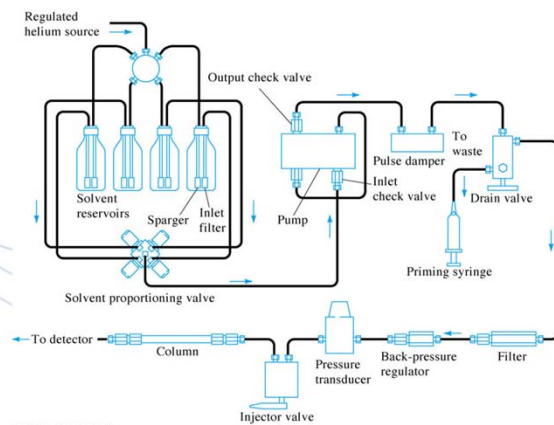 Regulated
helium source
Output check valve
To
waste
Pulse damper
Inlet
check valve
Pump
Drain valve
Solvent
reservoirs
Sparger
Inlet
filter
Priming syringe
Solvent proportioning valve
To detector
Column
Injector valve
Pressure
transducer
Back-pressure
regulator
Filter